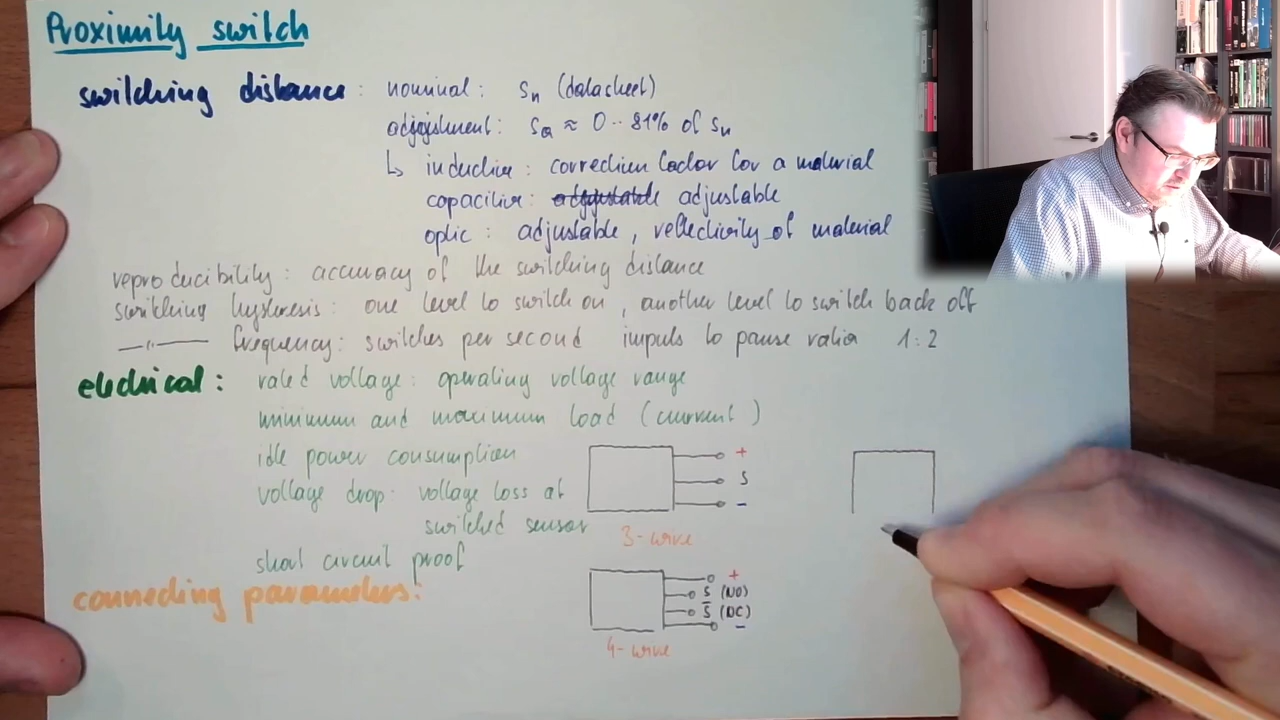 Proximity switch
switching distance: nominal: Sn (datasheet)
adjustment: Sa ≈ 0..81% of Sn
↳ inductive: correction factor for a material
capacitiv: adjustable adjustable
optic: adjustable, reflectivity of material
reproducibility: accuracy of the switching distance
switching hysteresis: one level to switch on, another level to switch back off
—"— frequency: switches per second impuls to pause ratio 1:2
electrical: rated voltage: operating voltage range
minimum and maximum load (current)
idle power consumption
voltage drop: voltage loss at
switched sensor
short circuit proof
connecting parameters:
+
S
−
3-wire
+
S (NO)
S̅ (DC)
−
4-wire